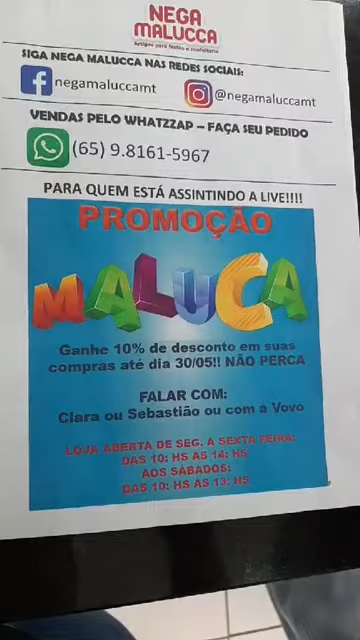 NEGA
MALUCCA
Artigos para festas e confeitaria
SIGA NEGA MALUCCA NAS REDES SOCIAIS:
negamaluccamt
@negamaluccamt
VENDAS PELO WHATZZAP – FAÇA SEU PEDIDO
(65) 9.8161-5967
PARA QUEM ESTÁ ASSINTINDO A LIVE!!!!
PROMOÇÃO
MALUCA
Ganhe 10% de desconto em suas
compras até dia 30/05!! NÃO PERCA
FALAR COM:
Clara ou Sebastião ou com a Vovó
LOJA ABERTA DE SEG. A SEXTA FEIRA:
DAS 10: HS ÀS 14: HS
AOS SÁBADOS:
DAS 10: HS ÀS 13: HS